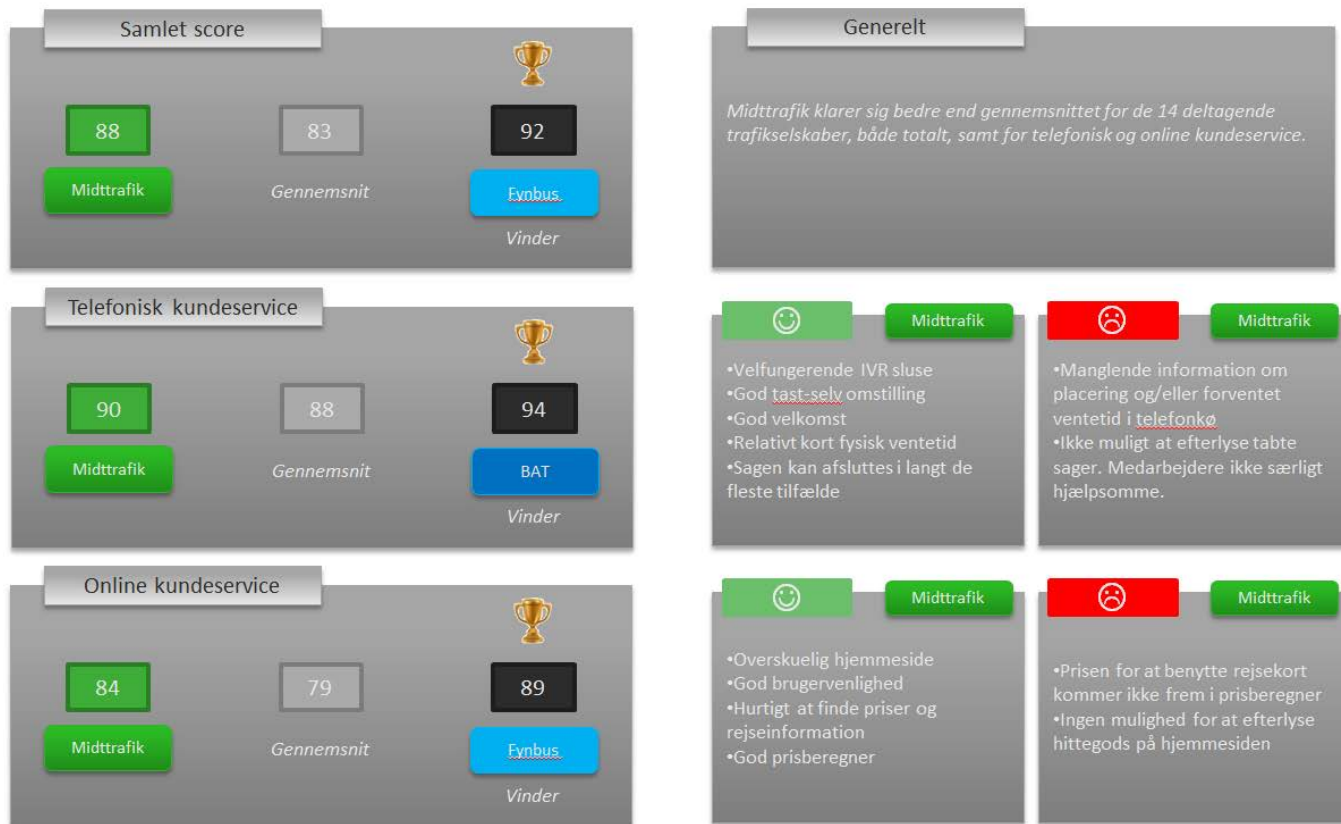 Samlet score
88
83
92
Midttrafik
Gennemsnit
Fynbus
Vinder
Generelt
Midttrafik klarer sig bedre end gennemsnittet for de 14 deltagende
trafikselskaber, både totalt, samt for telefonisk og online kundeservice.
Telefonisk kundeservice
90
88
94
Midttrafik
Gennemsnit
BAT
Vinder
Midttrafik
•Velfungerende IVR sluse
•God tast-selv omstilling
•God velkomst
•Relativt kort fysisk ventetid
•Sagen kan afsluttes i langt de
fleste tilfælde
Midttrafik
•Manglende information om
placering og/eller forventet
ventetid i telefonkø
•Ikke muligt at efterlyse tabte
sager. Medarbejdere ikke særligt
hjælpsomme.
Online kundeservice
84
79
89
Midttrafik
Gennemsnit
Fynbus
Vinder
Midttrafik
•Overskuelig hjemmeside
•God brugervenlighed
•Hurtigt at finde priser og
rejseinformation
•God prisberegner
Midttrafik
•Prisen for at benytte rejsekort
kommer ikke frem i prisberegner
•Ingen mulighed for at efterlyse
hittegods på hjemmesiden